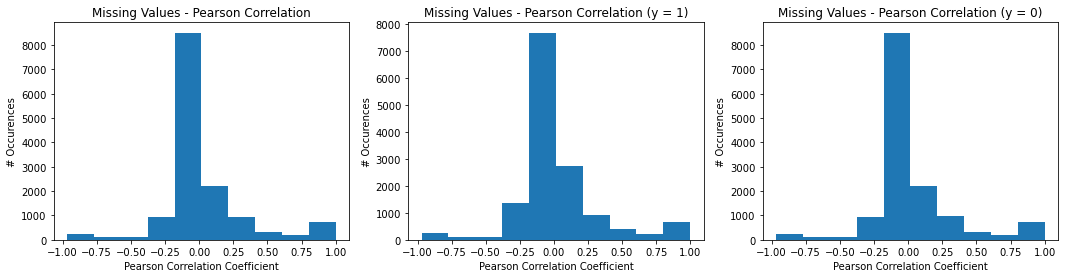 Missing Values - Pearson Correlation
8000
7000
6000
5000
4000
3000
2000
1000
0
# Occurences
−1.00 −0.75 −0.50 −0.25 0.00 0.25 0.50 0.75 1.00
Pearson Correlation Coefficient
Missing Values - Pearson Correlation (y = 1)
8000
7000
6000
5000
4000
3000
2000
1000
0
# Occurences
−1.00 −0.75 −0.50 −0.25 0.00 0.25 0.50 0.75 1.00
Pearson Correlation Coefficient
Missing Values - Pearson Correlation (y = 0)
8000
7000
6000
5000
4000
3000
2000
1000
0
# Occurences
−1.00 −0.75 −0.50 −0.25 0.00 0.25 0.50 0.75 1.00
Pearson Correlation Coefficient